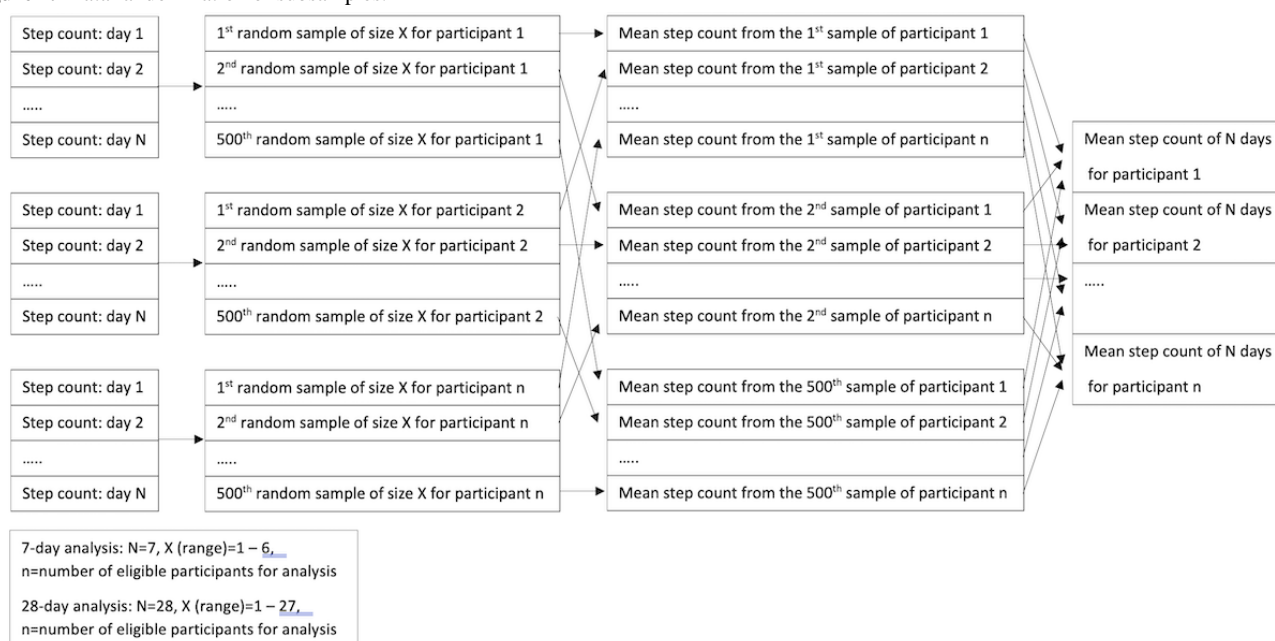 Step count: day 1
Step count: day 2
.....
Step count: day N
Step count: day 1
Step count: day 2
.....
Step count: day N
Step count: day 1
Step count: day 2
.....
Step count: day N
1st random sample of size X for participant 1
2nd random sample of size X for participant 1
.....
500th random sample of size X for participant 1
1st random sample of size X for participant 2
2nd random sample of size X for participant 2
.....
500th random sample of size X for participant 2
1st random sample of size X for participant n
2nd random sample of size X for participant n
.....
500th random sample of size X for participant n
Mean step count from the 1st sample of participant 1
Mean step count from the 1st sample of participant 2
.....
Mean step count from the 1st sample of participant n
Mean step count from the 2nd sample of participant 1
Mean step count from the 2nd sample of participant 2
.....
Mean step count from the 2nd sample of participant n
Mean step count from the 500th sample of participant 1
Mean step count from the 500th sample of participant 2
.....
Mean step count from the 500th sample of participant n
Mean step count of N days
for participant 1
Mean step count of N days
for participant 2
.....
Mean step count of N days
for participant n
7-day analysis: N=7, X (range)=1 – 6,
n=number of eligible participants for analysis
28-day analysis: N=28, X (range)=1 – 27,
n=number of eligible participants for analysis